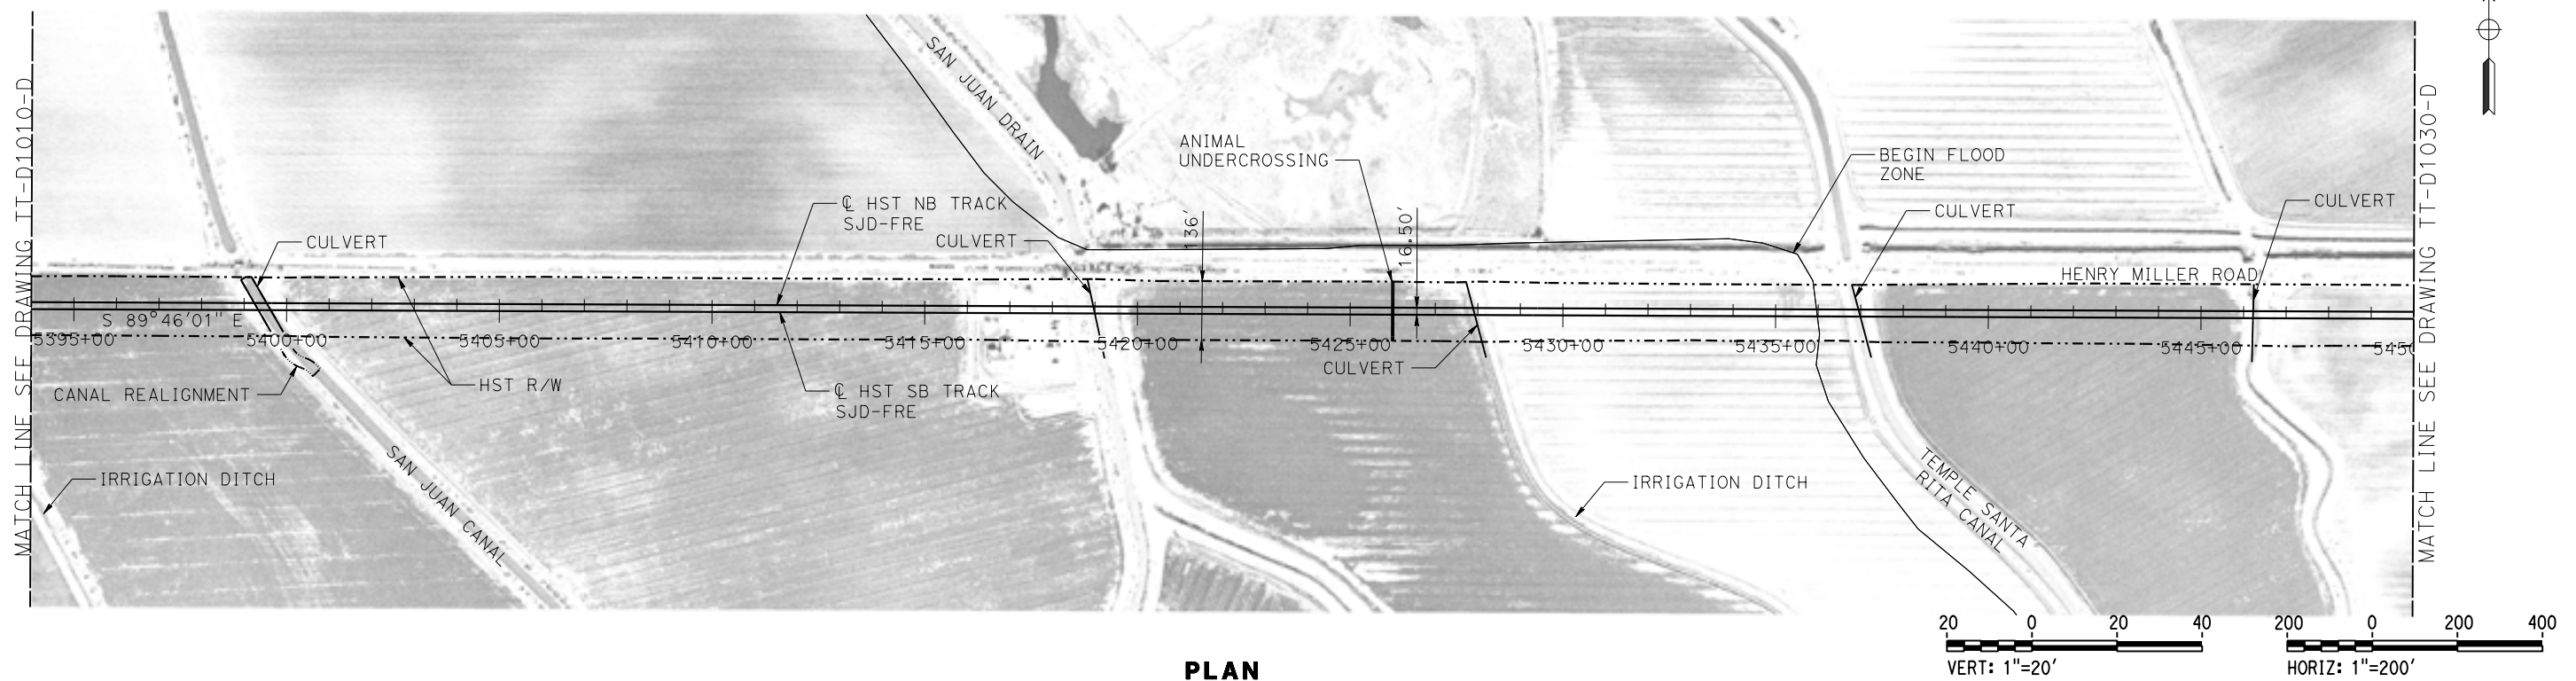 SAN JUAN DRAIN
ANIMAL
UNDERCROSSING
BEGIN FLOOD
ZONE
CULVERT
CULVERT
℄ HST NB TRACK
SJD-FRE
CULVERT
CULVERT
136'
16.50'
HENRY MILLER ROAD
S 89°46'01" E
5395+00
5400+00
5405+00
5410+00
5415+00
5420+00
5425+00
5430+00
5435+00
5440+00
5445+00
CULVERT
HST R/W
CANAL REALIGNMENT
℄ HST SB TRACK
SJD-FRE
SAN JUAN CANAL
IRRIGATION DITCH
IRRIGATION DITCH
TEMPLE SANTA
RITA CANAL
MATCH LINE SEE DRAWING TT-D1010-D
MATCH LINE SEE DRAWING TT-D1030-D
20 0 20 40
VERT: 1"=20'
200 0 200 400
HORIZ: 1"=200'
PLAN